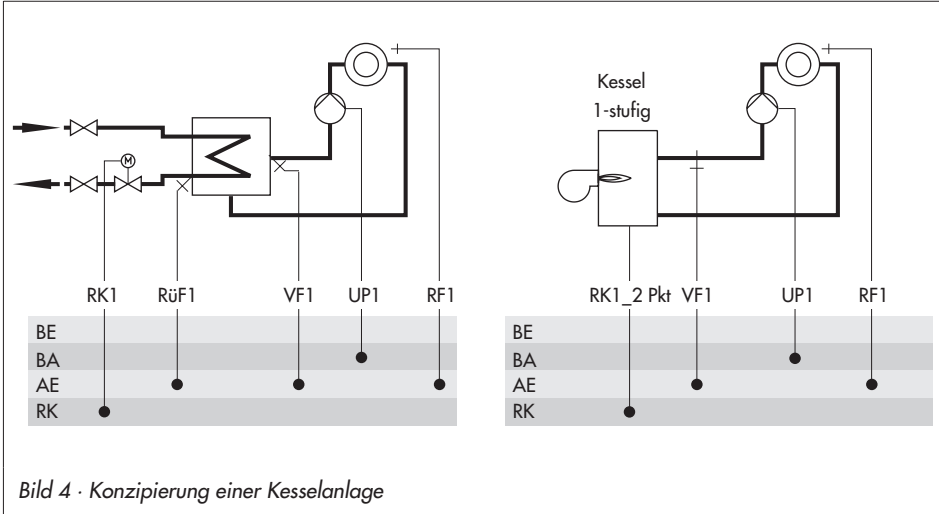 Kessel
1-stufig
M
RK1 RüF1 VF1 UP1 RF1
BE
BA
AE
RK
RK1_2 Pkt VF1 UP1 RF1
BE
BA
AE
RK
Bild 4 · Konzipierung einer Kesselanlage